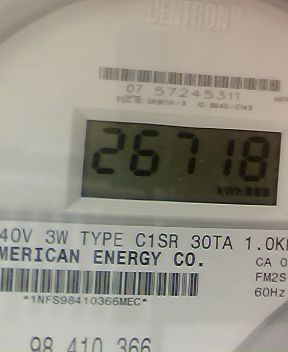 CENTRON®
07 57245311
26718
kWh
40V 3W TYPE C1SR 30TA 1.0K
MERICAN ENERGY CO.
CA 0
FM2S
60Hz
*1NFS98410366MEC*
98 410 366